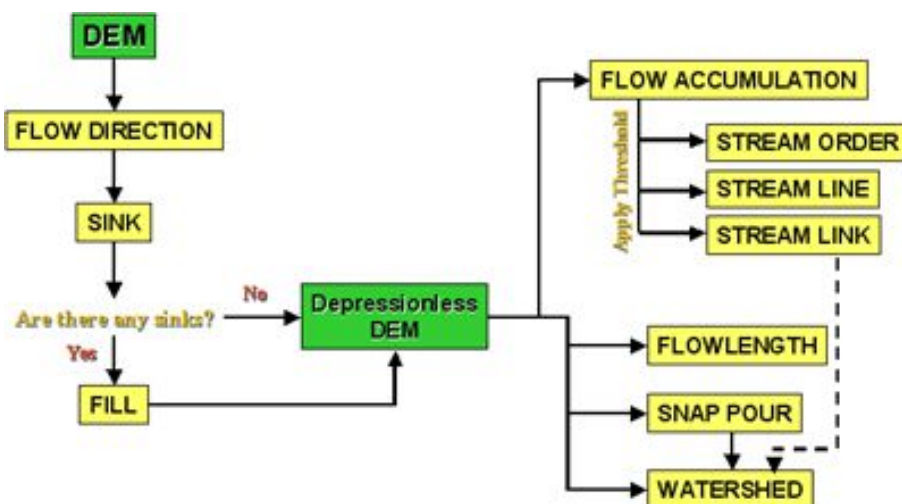 DEM
FLOW DIRECTION
SINK
Are there any sinks?
No
Yes
FILL
Depressionless
DEM
FLOW ACCUMULATION
Apply Threshold
STREAM ORDER
STREAM LINE
STREAM LINK
FLOWLENGTH
SNAP POUR
WATERSHED